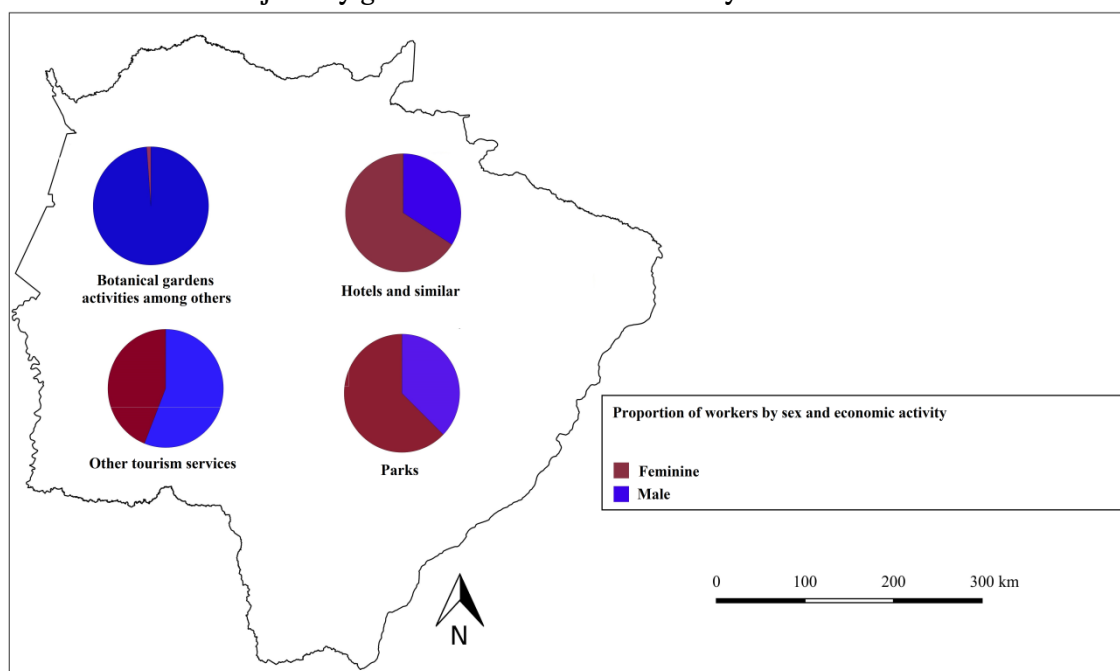 Botanical gardens
activities among others
Hotels and similar
Other tourism services
Parks
Proportion of workers by sex and economic activity
Feminine
Male
0 100 200 300 km
N